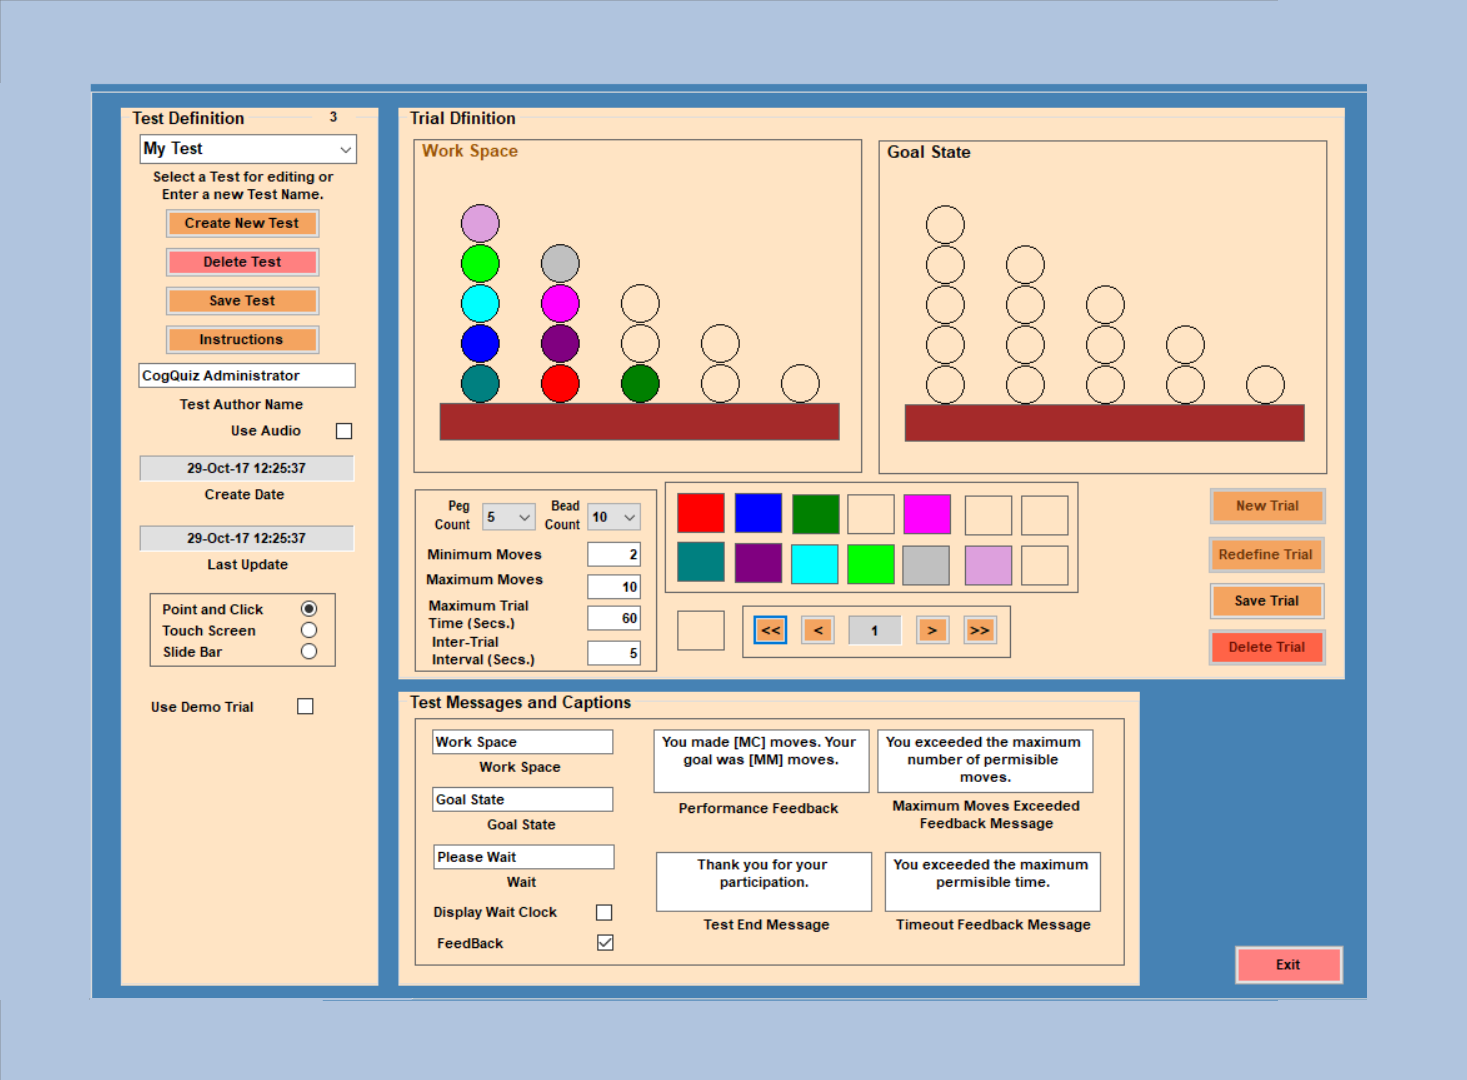 Test Definition 3
My Test
Select a Test for editing or
Enter a new Test Name.
Create New Test
Delete Test
Save Test
Instructions
CogQuiz Administrator
Test Author Name
Use Audio
29-Oct-17 12:25:37
Create Date
29-Oct-17 12:25:37
Last Update
Point and Click
Touch Screen
Slide Bar
Use Demo Trial
Trial Dfinition
Work Space
Goal State
Peg
Count
5
Bead
Count
10
Minimum Moves
2
Maximum Moves
10
Maximum Trial
Time (Secs.)
60
Inter-Trial
Interval (Secs.)
5
<<
<
1
>
>>
New Trial
Redefine Trial
Save Trial
Delete Trial
Test Messages and Captions
Work Space
Work Space
Goal State
Goal State
Please Wait
Wait
Display Wait Clock
FeedBack
You made [MC] moves. Your
goal was [MM] moves.
Performance Feedback
You exceeded the maximum
number of permisible
moves.
Maximum Moves Exceeded
Feedback Message
Thank you for your
participation.
Test End Message
You exceeded the maximum
permisible time.
Timeout Feedback Message
Exit